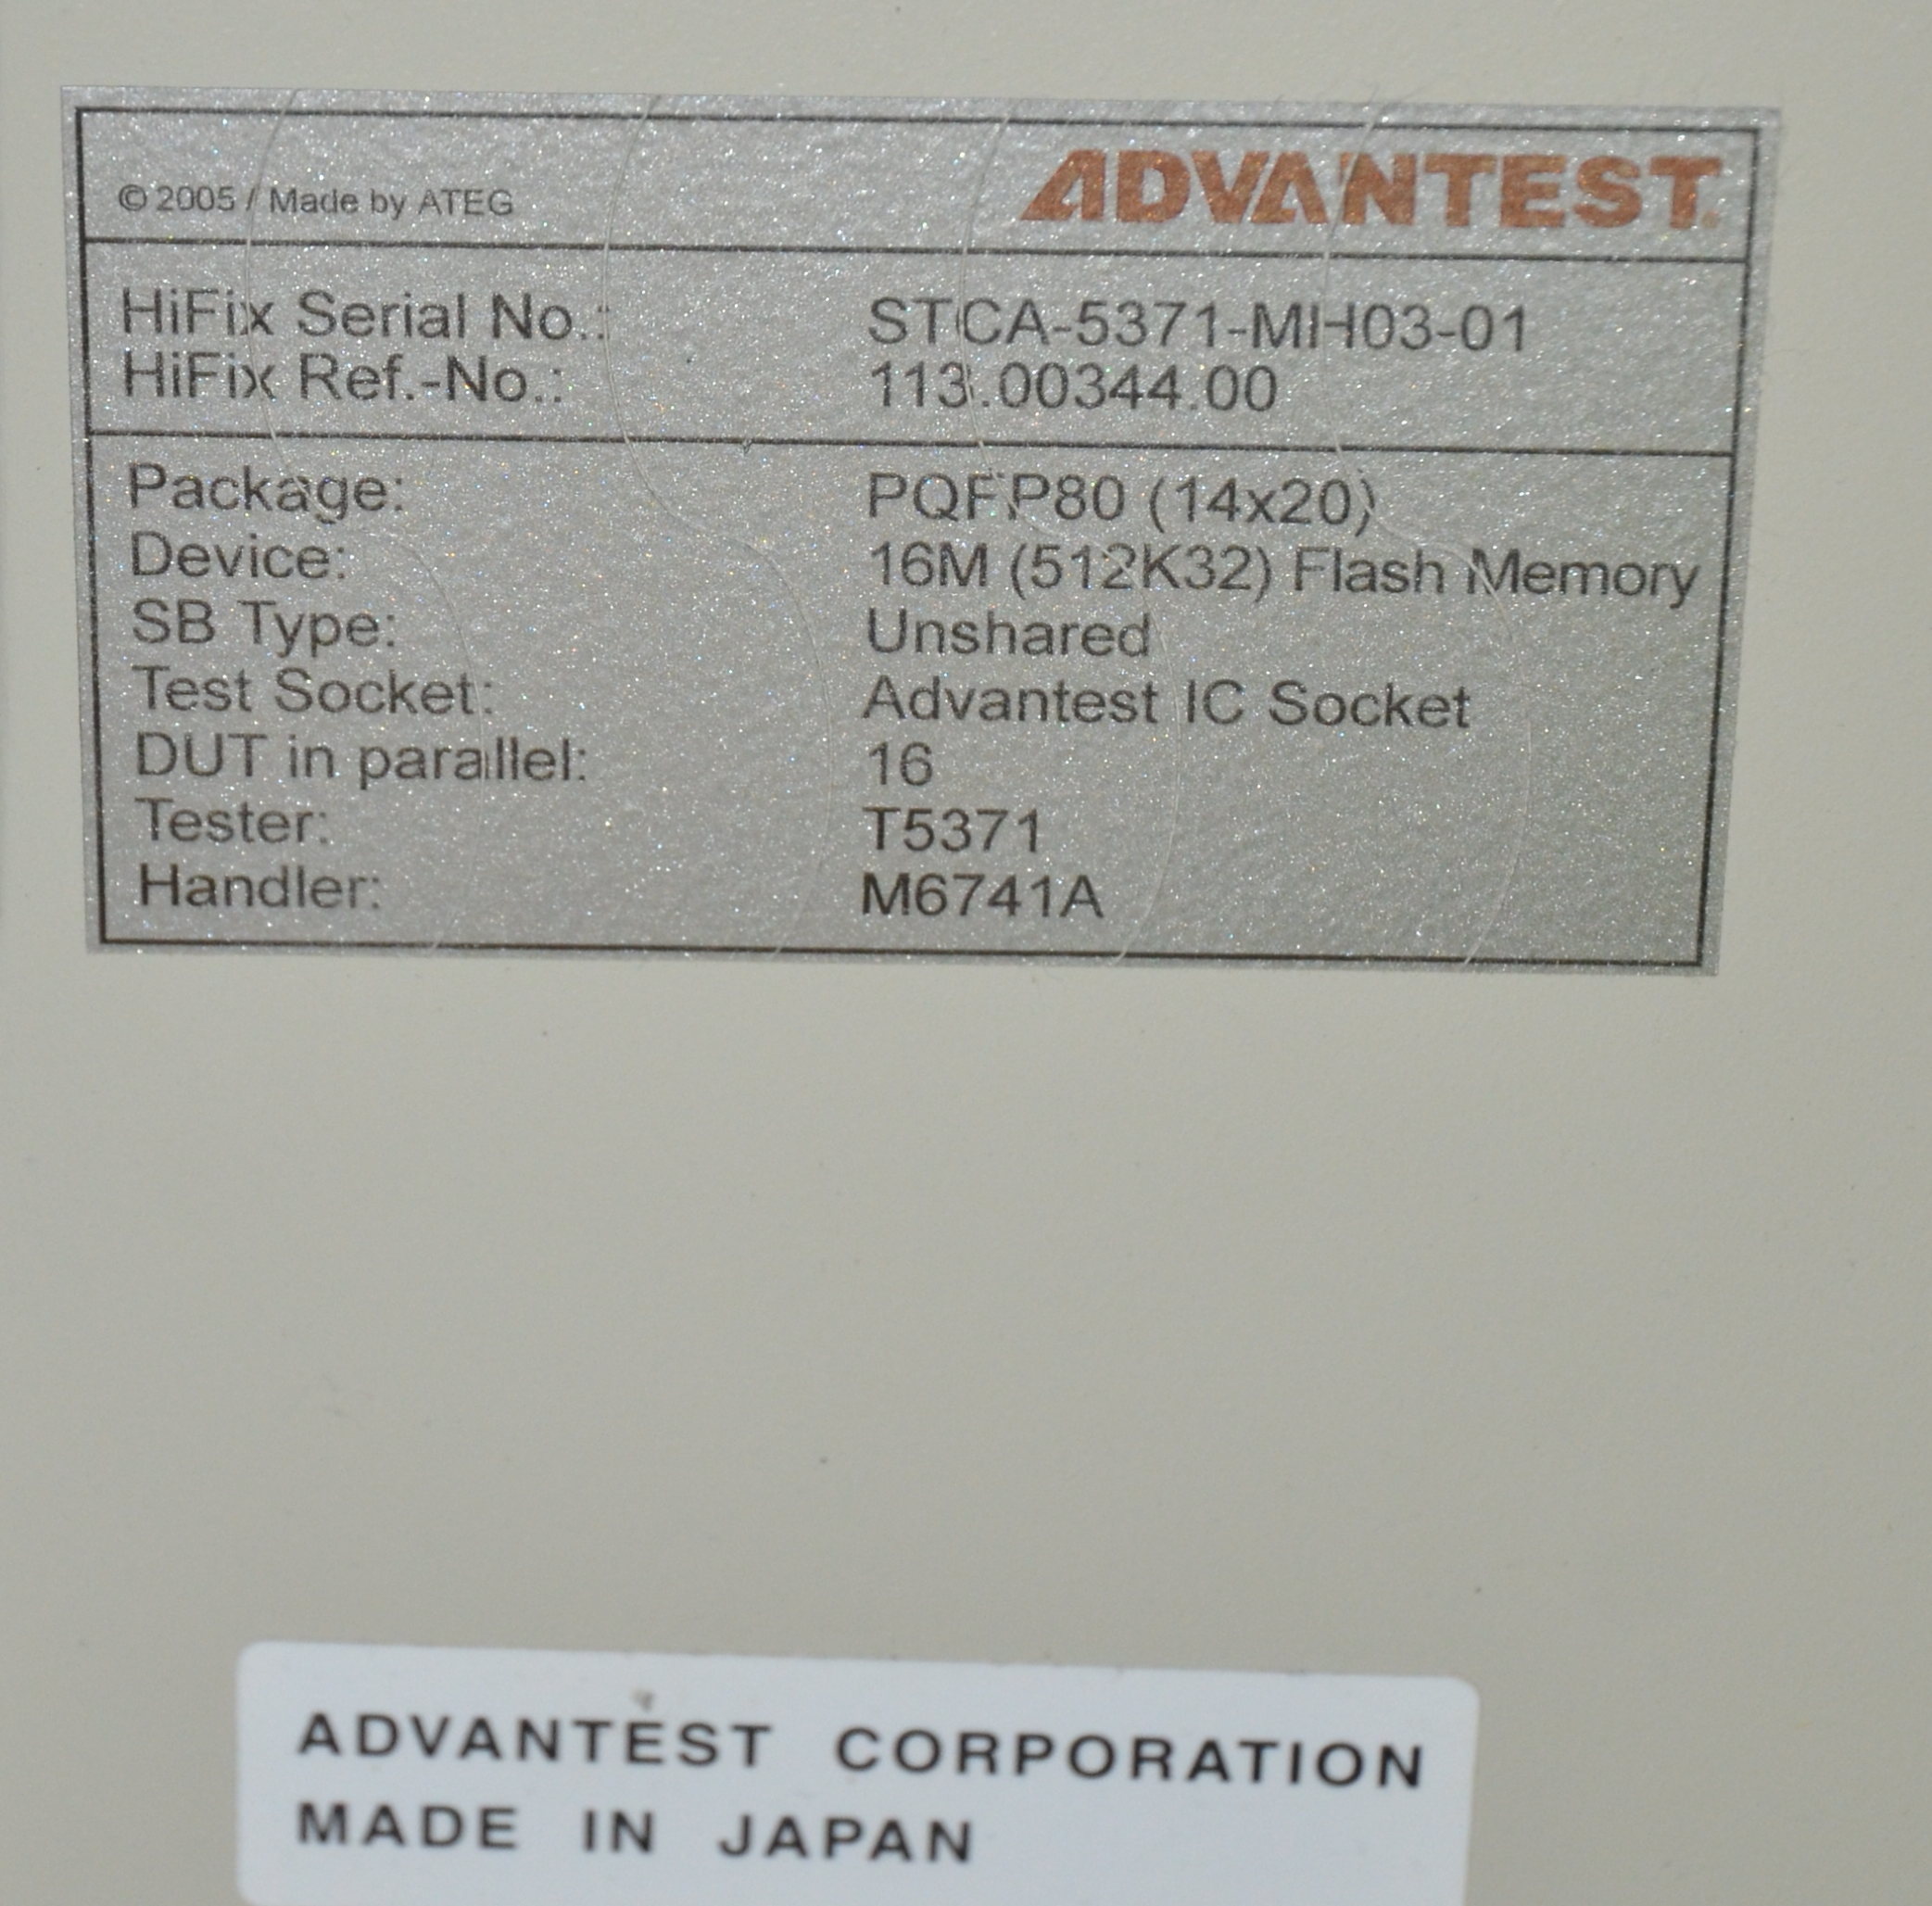 © 2005 / Made by ATEG ADVANTEST
HiFix Serial No.: STCA-5371-MH03-01
HiFix Ref.-No.: 113.00344.00
Package: PQFP80 (14x20)
Device: 16M (512K32) Flash Memory
SB Type: Unshared
Test Socket: Advantest IC Socket
DUT in parallel: 16
Tester: T5371
Handler: M6741A
ADVANTEST CORPORATION
MADE IN JAPAN